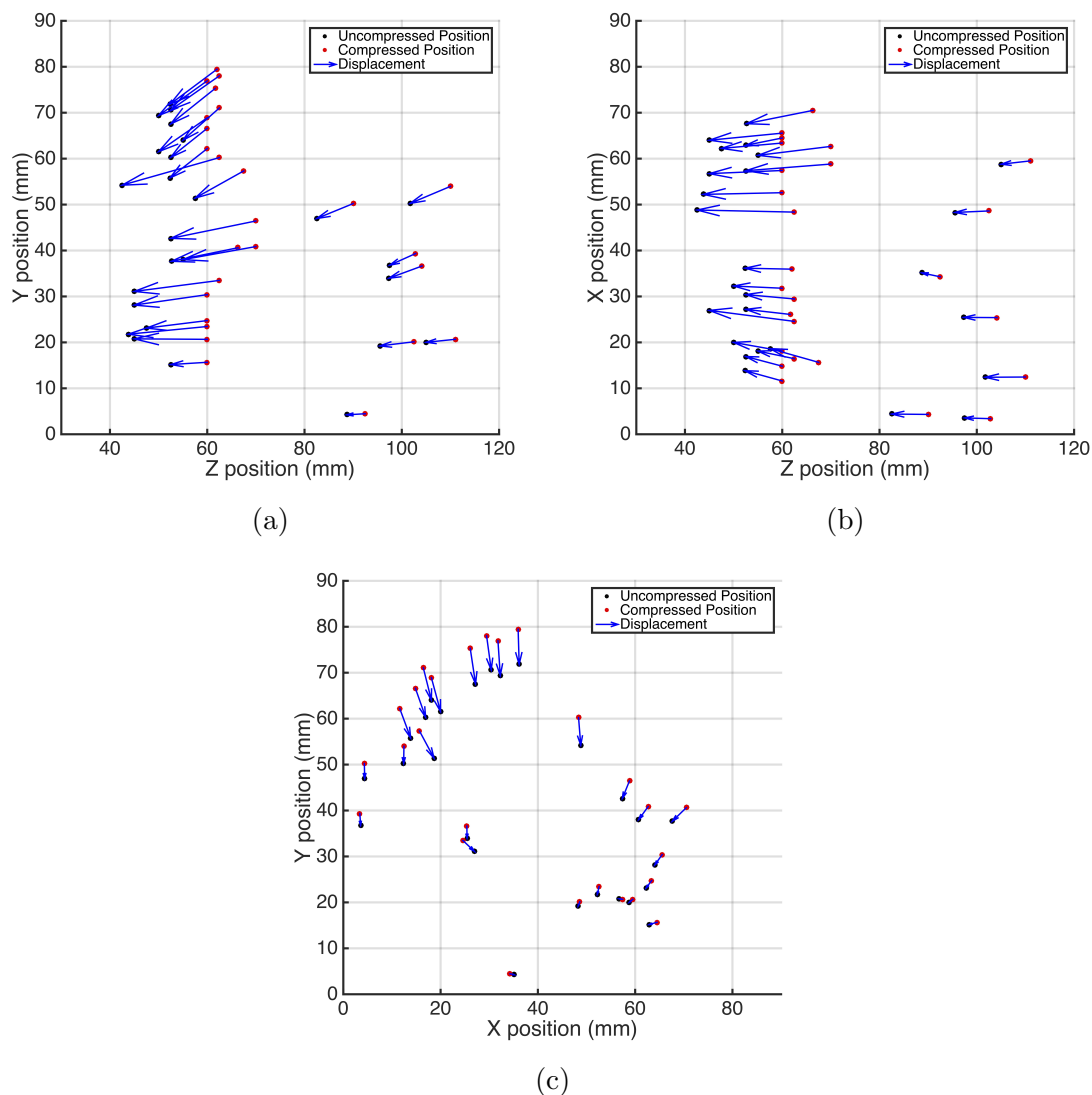 90
80
70
60
50
40
30
20
10
0
40 60 80 100 120
Y position (mm)
Z position (mm)
Uncompressed Position
Compressed Position
Displacement
(a)
90
80
70
60
50
40
30
20
10
0
40 60 80 100 120
X position (mm)
Z position (mm)
Uncompressed Position
Compressed Position
Displacement
(b)
90
80
70
60
50
40
30
20
10
0
0 20 40 60 80
Y position (mm)
X position (mm)
Uncompressed Position
Compressed Position
Displacement
(c)